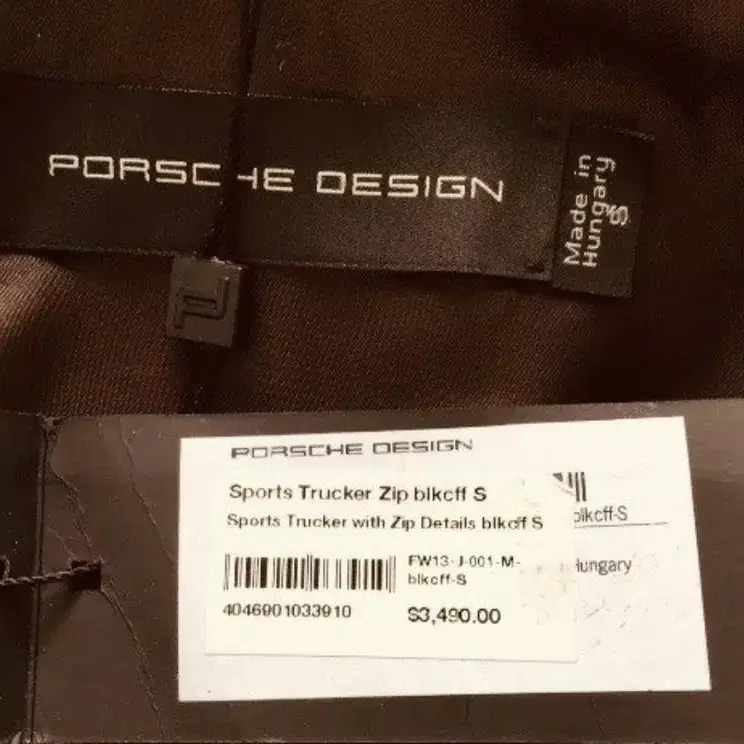 PORSCHE DESIGN
Made in
Hungary
S
PORSCHE DESIGN
Sports Trucker Zip blkcff S
Sports Trucker with Zip Details blkcff S
FW13-J-001-M-
blkcff-S
4046901033910
$3,490.00
blkcff-S
Hungary